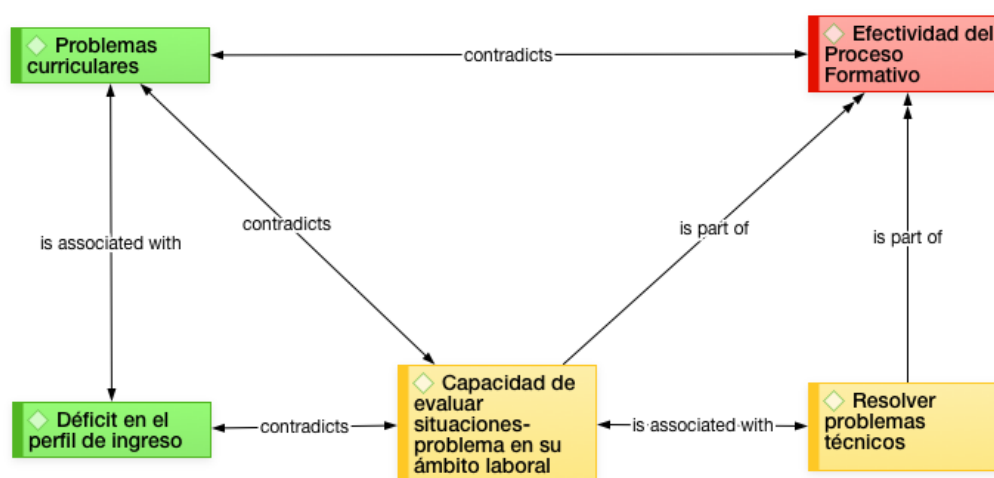 Problemas
curriculares
Efectividad del
Proceso
Formativo
contradicts
contradicts
is associated with
is part of
is part of
Déficit en el
perfil de ingreso
contradicts
Capacidad de
evaluar
situaciones-
problema en su
ámbito laboral
is associated with
Resolver
problemas
técnicos